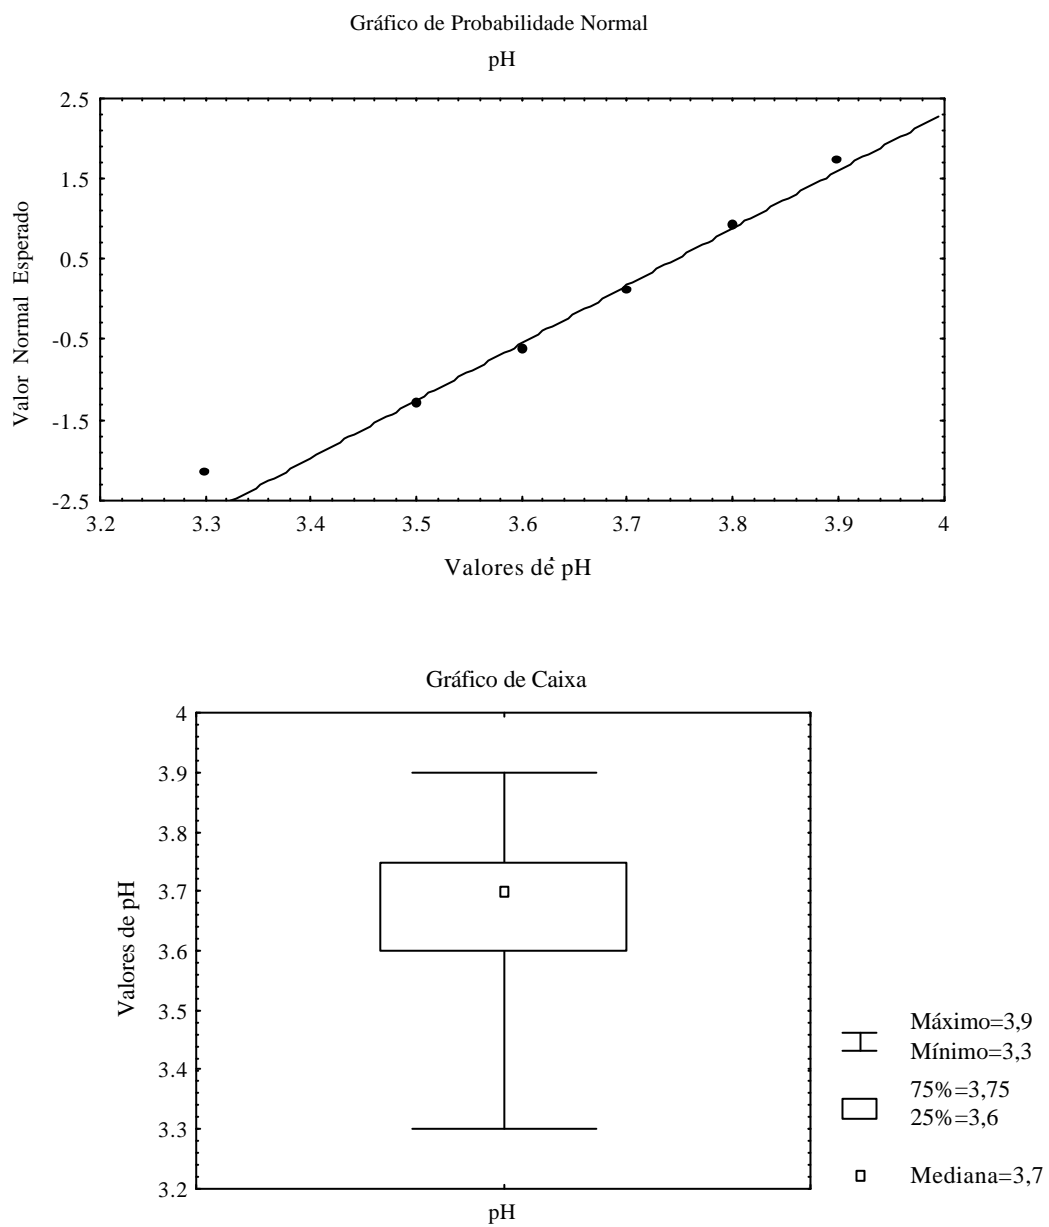 Gráfico de Probabilidade Normal
pH
2.5
1.5
0.5
-0.5
-1.5
-2.5
Valor Normal Esperado
3.2 3.3 3.4 3.5 3.6 3.7 3.8 3.9 4
Valores de pH
Gráfico de Caixa
4
3.9
3.8
3.7
3.6
3.5
3.4
3.3
3.2
Valores de pH
pH
Máximo=3,9
Mínimo=3,3
75%=3,75
25%=3,6
Mediana=3,7